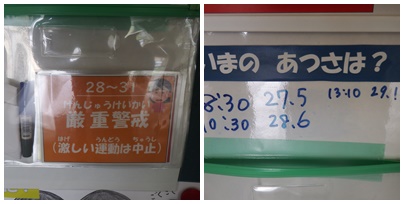 28～31
げんじゅうけいかい
厳重警戒
はげ うんどう ちゅうし
(激しい運動は中止)
いまの あつさは?
8:30 27.5
10:30 28.6
13:10 29.1